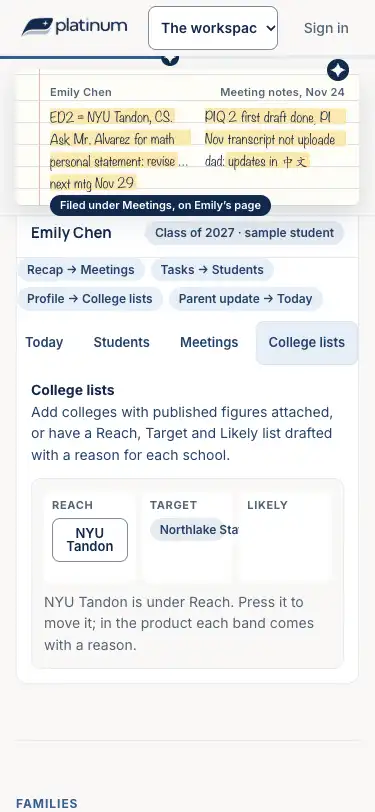 platinum
The workspac
Sign in
Emily Chen
Meeting notes, Nov 24
ED2 = NYU Tandon, CS.
PIQ 2 first draft done, PI
Ask Mr. Alvarez for math
Nov transcript not uploade
personal statement: revise ...
dad: updates in 中文
next mtg Nov 29
Filed under Meetings, on Emily's page
Emily Chen
Class of 2027 · sample student
Recap → Meetings
Tasks → Students
Profile → College lists
Parent update → Today
Today
Students
Meetings
College lists
College lists
Add colleges with published figures attached,
or have a Reach, Target and Likely list drafted
with a reason for each school.
REACH
TARGET
LIKELY
NYU
Tandon
Northlake Sta
NYU Tandon is under Reach. Press it to
move it; in the product each band comes
with a reason.
FAMILIES